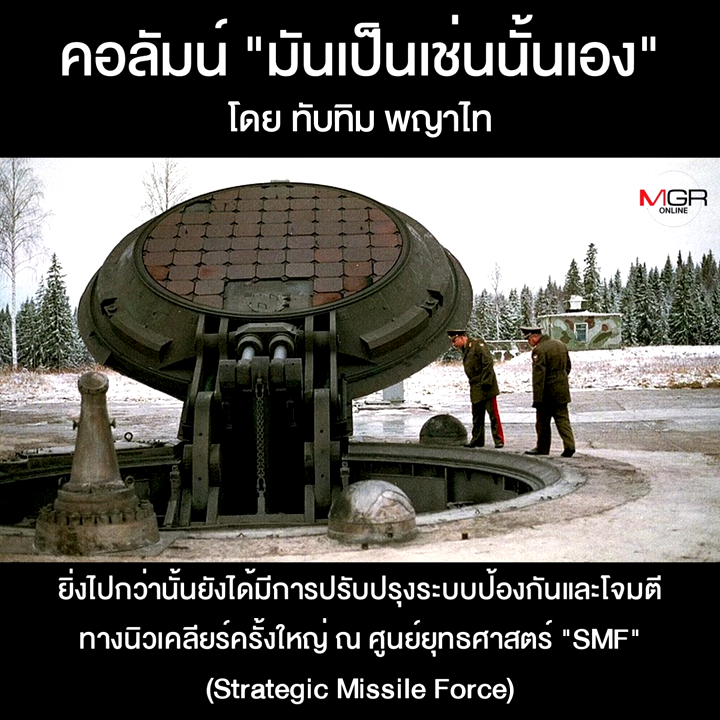 คอลัมน์ "มันเป็นเช่นนั้นเอง"
โดย ทับทิม พญาไท
MGR
ONLINE
ยิ่งไปกว่านั้นยังได้มีการปรับปรุงระบบป้องกันและโจมตี
ทางนิวเคลียร์ครั้งใหญ่ ณ ศูนย์ยุทธศาสตร์ "SMF"
(Strategic Missile Force)